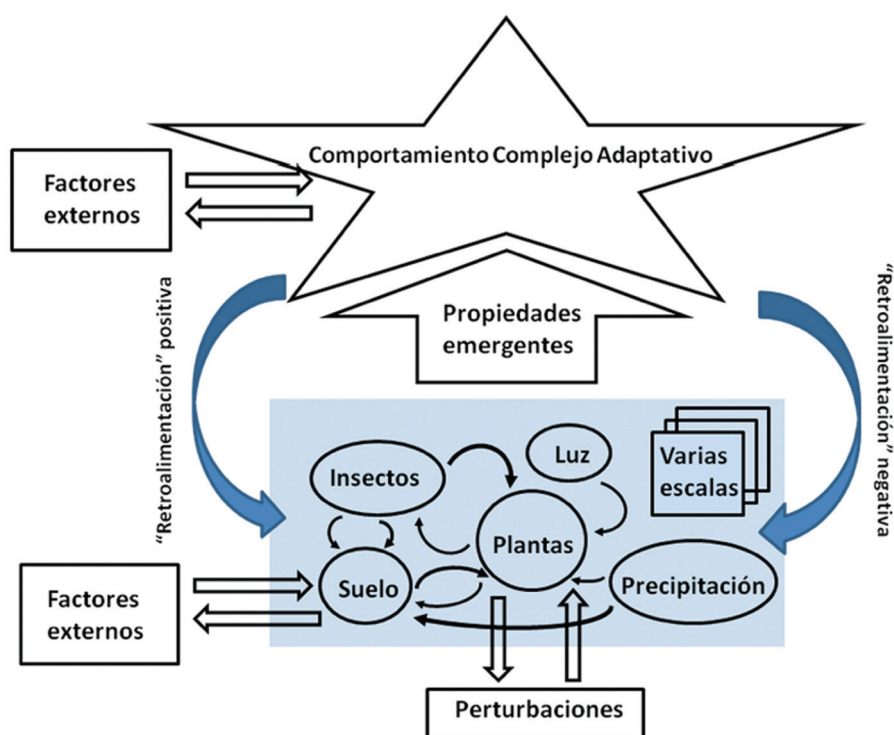 Comportamiento Complejo Adaptativo
Factores
externos
"Retroalimentación" positiva
Propiedades
emergentes
"Retroalimentación" negativa
Insectos
Luz
Varias
escalas
Plantas
Suelo
Precipitación
Factores
externos
Perturbaciones